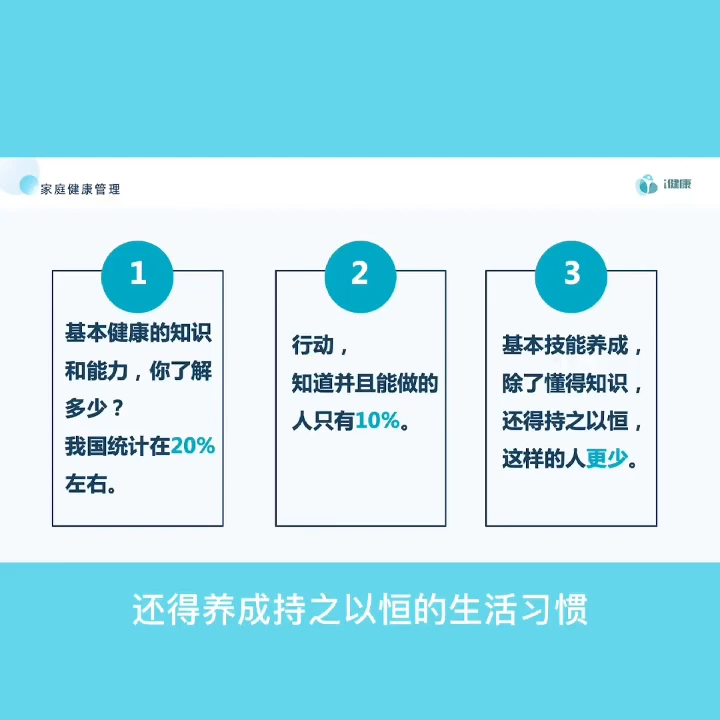 家庭健康管理
i健康
1
基本健康的知识
和能力，你了解
多少？
我国统计在20%
左右。
2
行动，
知道并且能做的
人只有10%。
3
基本技能养成，
除了懂得知识，
还得持之以恒，
这样的人更少。
还得养成持之以恒的生活习惯